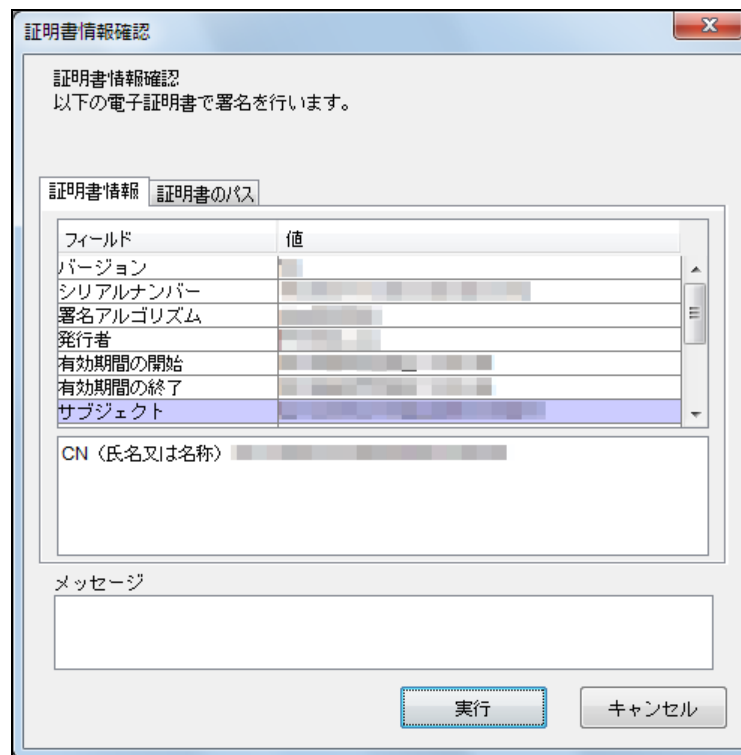 証明書情報確認
証明書情報確認
以下の電子証明書で署名を行います。
証明書情報 証明書のパス
フィールド 値
バージョン
シリアルナンバー
署名アルゴリズム
発行者
有効期間の開始
有効期間の終了
サブジェクト
CN（氏名又は名称）
メッセージ
実行 キャンセル